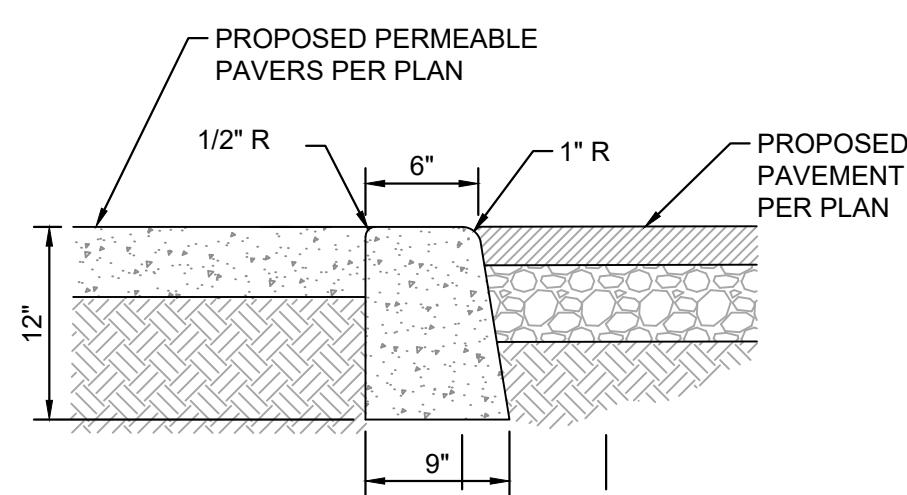 PROPOSED PERMEABLE
PAVERS PER PLAN
1/2" R
6"
1" R
PROPOSED
PAVEMENT
PER PLAN
12"
9"